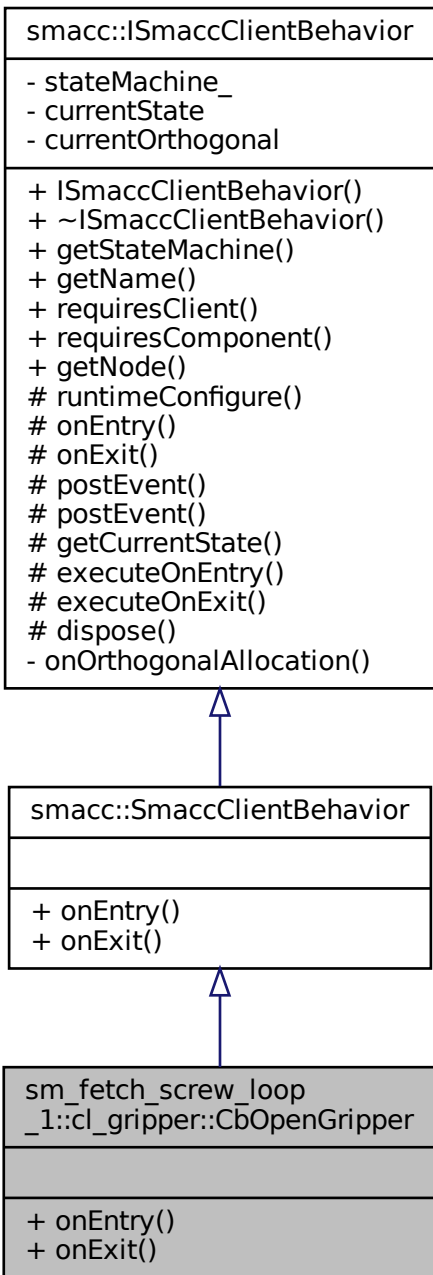 smacc::ISmaccClientBehavior
- stateMachine_
- currentState
- currentOrthogonal
+ ISmaccClientBehavior()
+ ~ISmaccClientBehavior()
+ getStateMachine()
+ getName()
+ requiresClient()
+ requiresComponent()
+ getNode()
# runtimeConfigure()
# onEntry()
# onExit()
# postEvent()
# postEvent()
# getCurrentState()
# executeOnEntry()
# executeOnExit()
# dispose()
- onOrthogonalAllocation()
smacc::SmaccClientBehavior
+ onEntry()
+ onExit()
sm_fetch_screw_loop
_1::cl_gripper::CbOpenGripper
+ onEntry()
+ onExit()